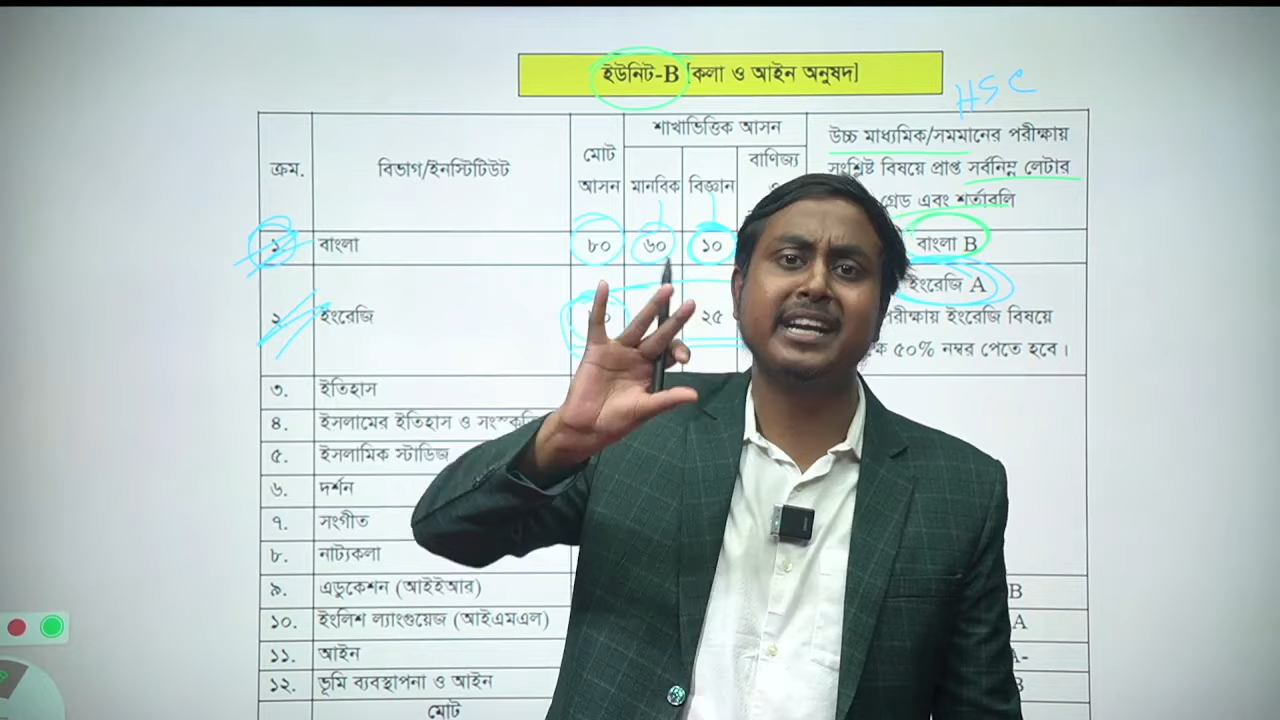 ইউনিট-B [কলা ও আইন অনুষদ]
HSC
ক্রম.
বিভাগ/ইনস্টিটিউট
মোট
আসন
শাখাভিত্তিক আসন
মানবিক
বিজ্ঞান
বাণিজ্য
উচ্চ মাধ্যমিক/সমমানের পরীক্ষায়
সংশ্লিষ্ট বিষয়ে প্রাপ্ত সর্বনিম্ন লেটার
গ্রেড এবং শর্তাবলি
১ বাংলা ৮০ ৬০ ১০ বাংলা B
ইংরেজি A
২ ইংরেজি ২৫ পরীক্ষায় ইংরেজি বিষয়ে
৫০% নম্বর পেতে হবে।
৩. ইতিহাস
৪. ইসলামের ইতিহাস ও
৫. ইসলামিক স্টাডিজ
৬. দর্শন
৭. সংগীত
৮. নাট্যকলা
৯. এডুকেশন (আইইআর) B
১০. ইংলিশ ল্যাংগুয়েজ (আইএমএল) A
১১. আইন A-
১২. ভূমি ব্যবস্থাপনা ও আইন B
মোট